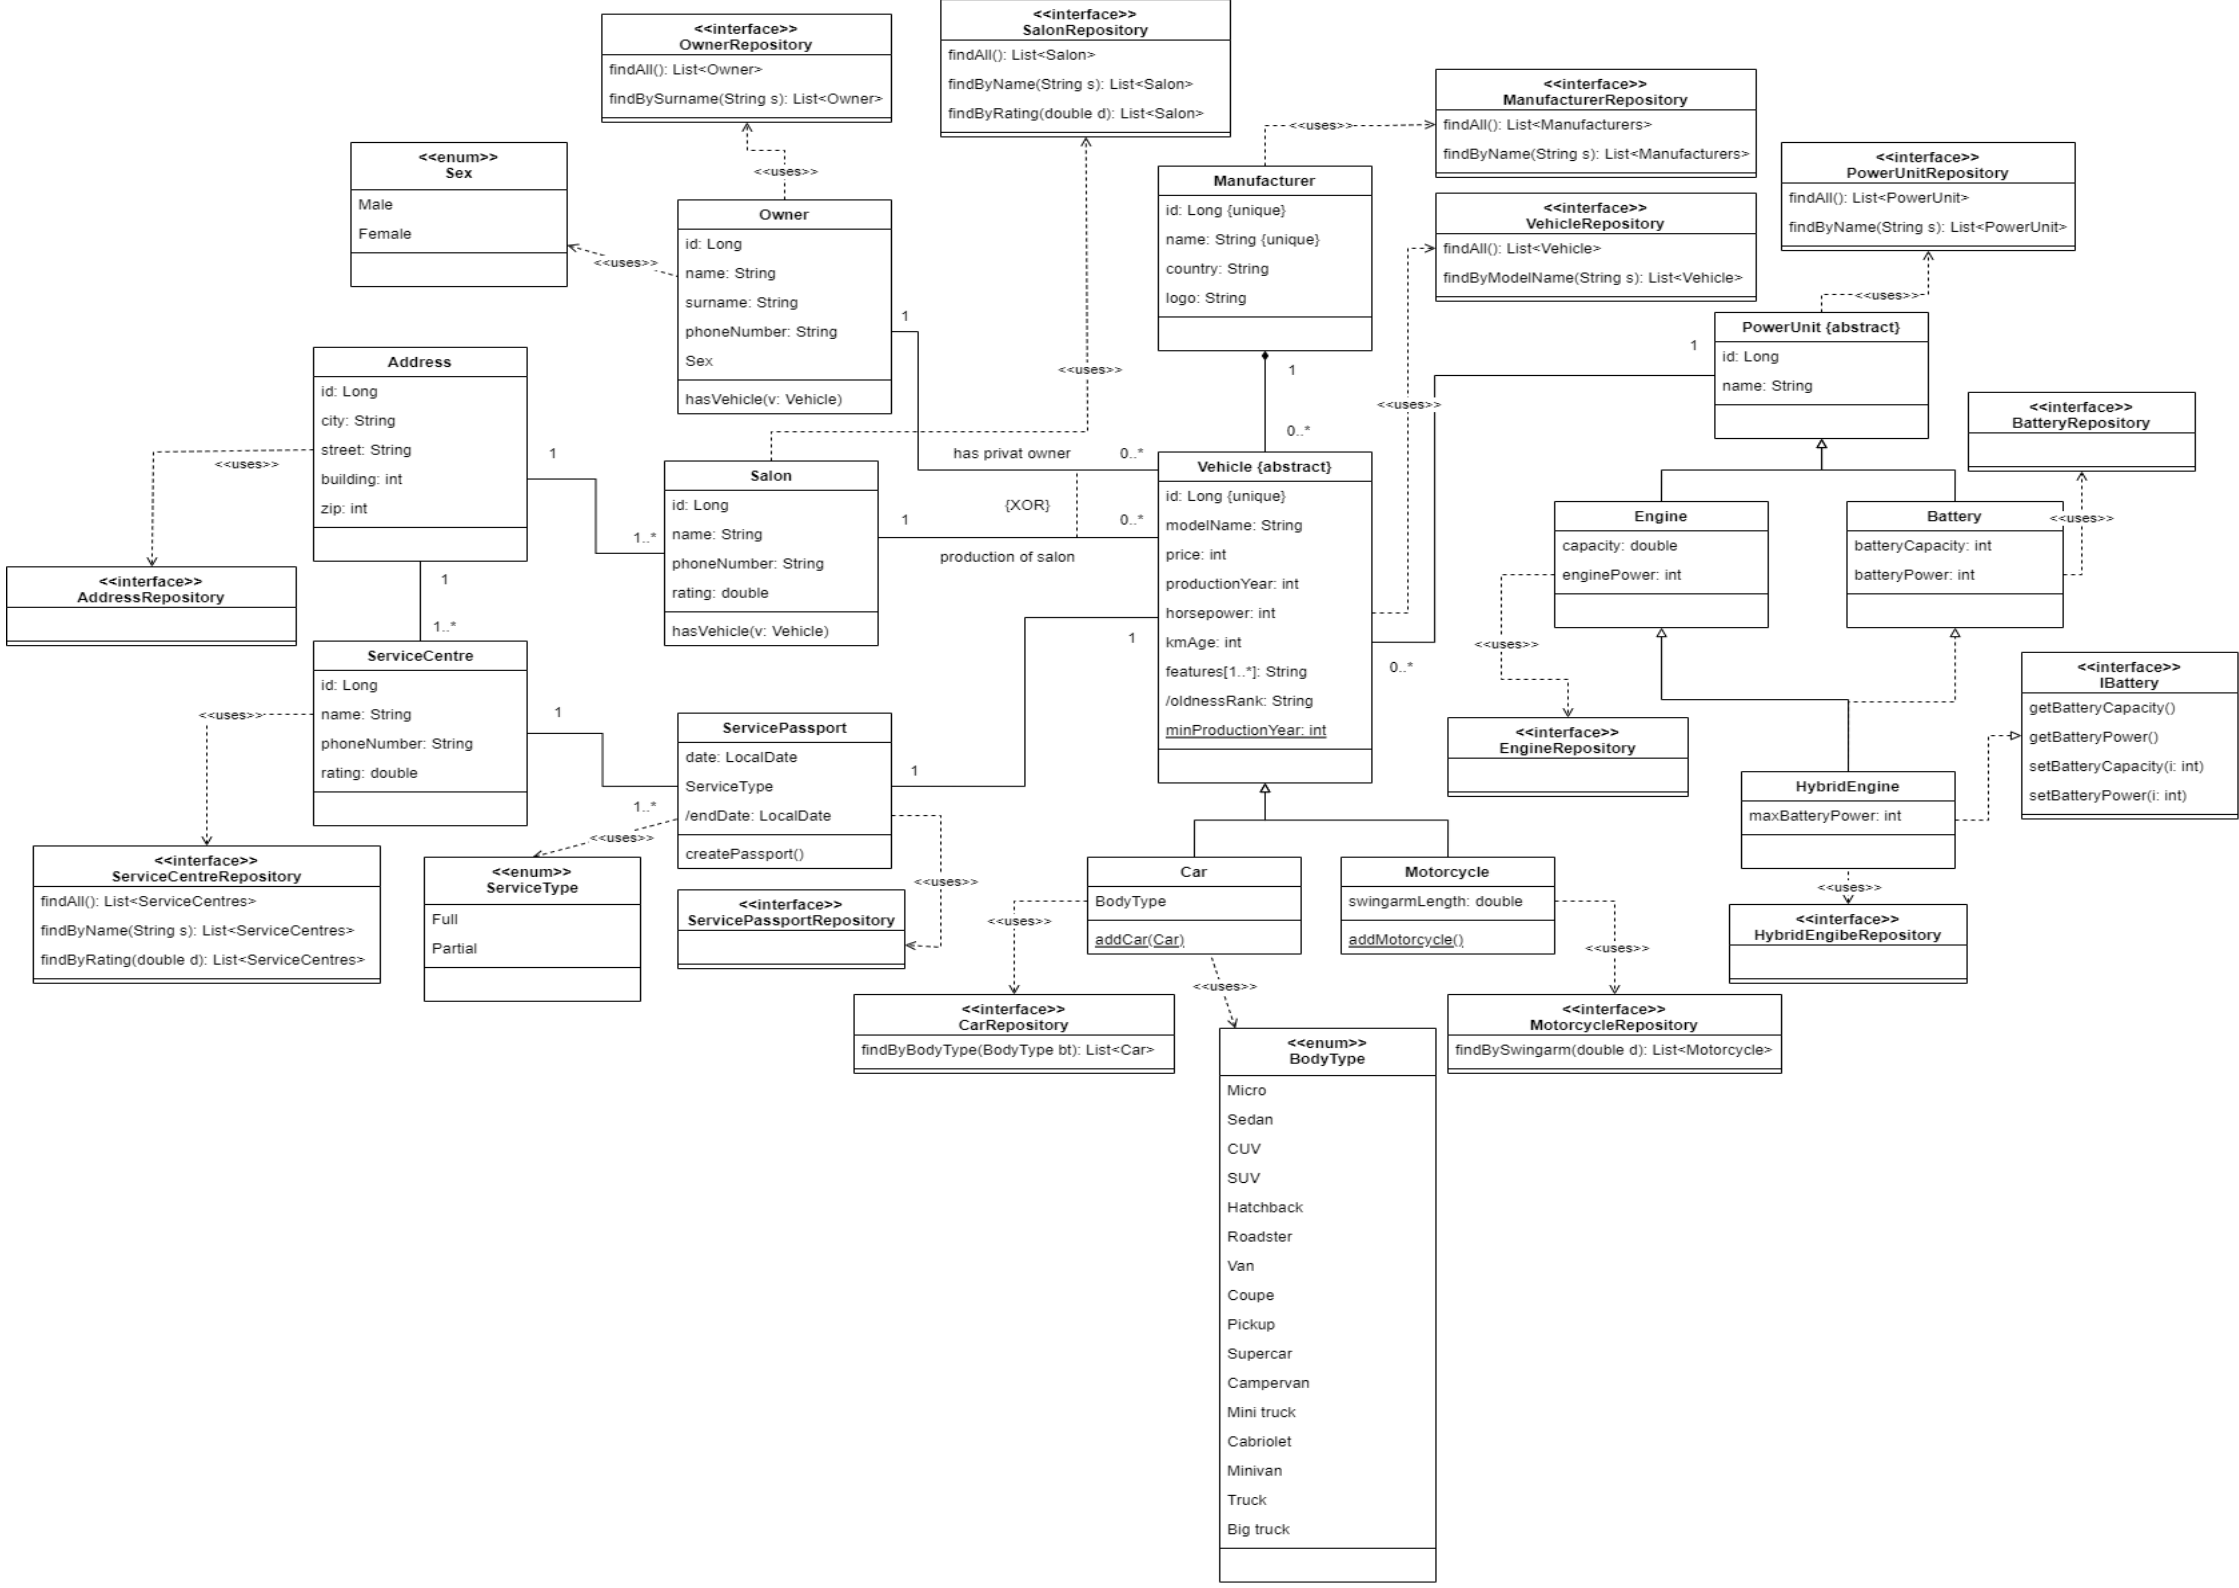 <<interface>>
OwnerRepository
findAll(): List<Owner>
findBySurname(String s): List<Owner>
<<uses>>
<<interface>>
SalonRepository
findAll(): List<Salon>
findByName(String s): List<Salon>
findByRating(double d): List<Salon>
<<uses>>
<<interface>>
ManufacturerRepository
findAll(): List<Manufacturers>
findByName(String s): List<Manufacturers>
<<uses>>
<<interface>>
VehicleRepository
findAll(): List<Vehicle>
findByModelName(String s): List<Vehicle>
<<uses>>
<<interface>>
PowerUnitRepository
findAll(): List<PowerUnit>
findByName(String s): List<PowerUnit>
<<uses>>
<<enum>>
Sex
Male
Female
<<uses>>
Owner
id: Long
name: String
surname: String
phoneNumber: String
Sex
hasVehicle(v: Vehicle)
1
Manufacturer
id: Long {unique}
name: String {unique}
country: String
logo: String
1
0..*
PowerUnit {abstract}
id: Long
name: String
1
Address
id: Long
city: String
street: String
building: int
zip: int
<<uses>>
1
1..*
1
1..*
<<interface>>
AddressRepository
Salon
id: Long
name: String
phoneNumber: String
rating: double
hasVehicle(v: Vehicle)
has privat owner
0..*
{XOR}
1
0..*
production of salon
Vehicle {abstract}
id: Long {unique}
modelName: String
price: int
productionYear: int
horsepower: int
kmAge: int
features[1..*]: String
/oldnessRank: String
minProductionYear: int
0..*
1
<<interface>>
BatteryRepository
<<uses>>
Engine
capacity: double
enginePower: int
<<uses>>
Battery
batteryCapacity: int
batteryPower: int
<<interface>>
EngineRepository
<<interface>>
IBattery
getBatteryCapacity()
getBatteryPower()
setBatteryCapacity(i: int)
setBatteryPower(i: int)
HybridEngine
maxBatteryPower: int
<<uses>>
<<interface>>
HybridEngibeRepository
ServiceCentre
id: Long
name: String
phoneNumber: String
rating: double
<<uses>>
1
1..*
ServicePassport
date: LocalDate
ServiceType
/endDate: LocalDate
createPassport()
1
<<uses>>
<<uses>>
<<interface>>
ServiceCentreRepository
findAll(): List<ServiceCentres>
findByName(String s): List<ServiceCentres>
findByRating(double d): List<ServiceCentres>
<<enum>>
ServiceType
Full
Partial
<<interface>>
ServicePassportRepository
Car
BodyType
addCar(Car)
<<uses>>
<<uses>>
Motorcycle
swingarmLength: double
addMotorcycle()
<<uses>>
<<interface>>
CarRepository
findByBodyType(BodyType bt): List<Car>
<<interface>>
MotorcycleRepository
findBySwingarm(double d): List<Motorcycle>
<<enum>>
BodyType
Micro
Sedan
CUV
SUV
Hatchback
Roadster
Van
Coupe
Pickup
Supercar
Campervan
Mini truck
Cabriolet
Minivan
Truck
Big truck